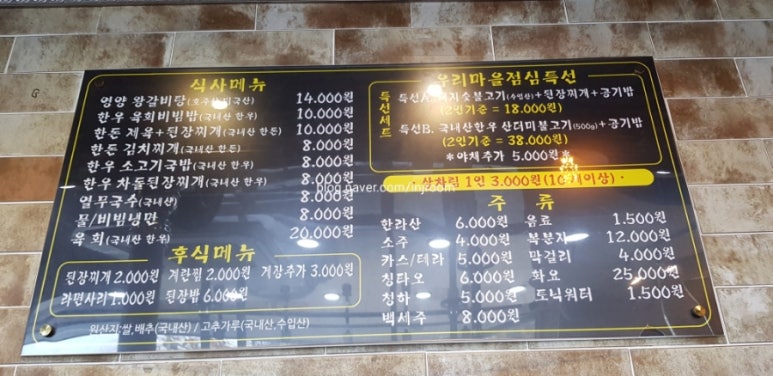 식사메뉴
영양 왕갈비탕 14.000원
한우 육회비빔밥(국내산 한우) 10.000원
한돈 제육+된장찌개(국내산 한돈) 10.000원
한돈 김치찌개(국내산 한돈) 8.000원
한우 소고기국밥(국내산 한우) 8.000원
한우 차돌된장찌개(국내산 한우) 8.000원
열무국수(국내산) 8.000원
물/비빔냉면 8.000원
육 회(국내산 한우) 20.000원
후식메뉴
된장찌개 2.000원 계란찜 2.000원 게장추가 3.000원
라면사리 1.000원 된장밥 6.000원
원산지:쌀,배추(국내산) / 고추가루(국내산,수입산)
우리마을점심특선
특선세트
특선A. 돼지소불고기(수입산)+된장찌개+공기밥
(2인기준 = 18.000원)
특선B. 국내산한우 산더미불고기(500g)+공기밥
(2인기준 = 38.000원)
*야채추가 5.000원*
· 상차림 1인 3.000원
주 류
한라산 6.000원 음료 1.500원
소주 4.000원 복분자 12.000원
카스/테라 5.000원 막걸리 4.000원
칭타오 6.000원 화요 25.000원
청하 5.000원 토닉워터 1.500원
백세주 8.000원
blog.naver.com/injcom